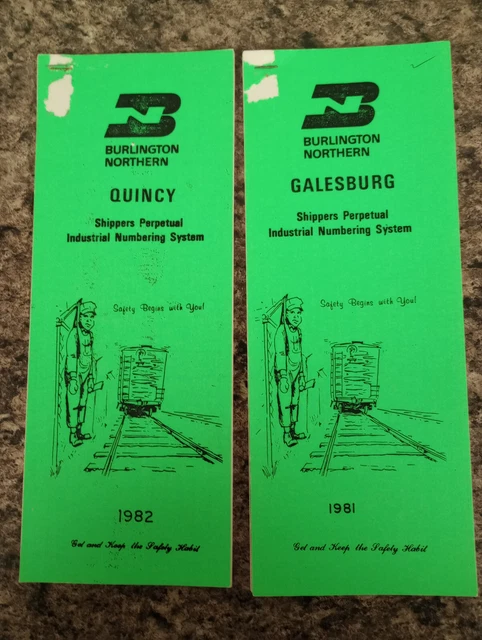 BURLINGTON
NORTHERN
QUINCY
Shippers Perpetual
Industrial Numbering System
Safety Begins with You!
1982
Get and Keep the Safety Habit
BURLINGTON
NORTHERN
GALESBURG
Shippers Perpetual
Industrial Numbering System
Safety Begins with You!
1981
Get and Keep the Safety Habit